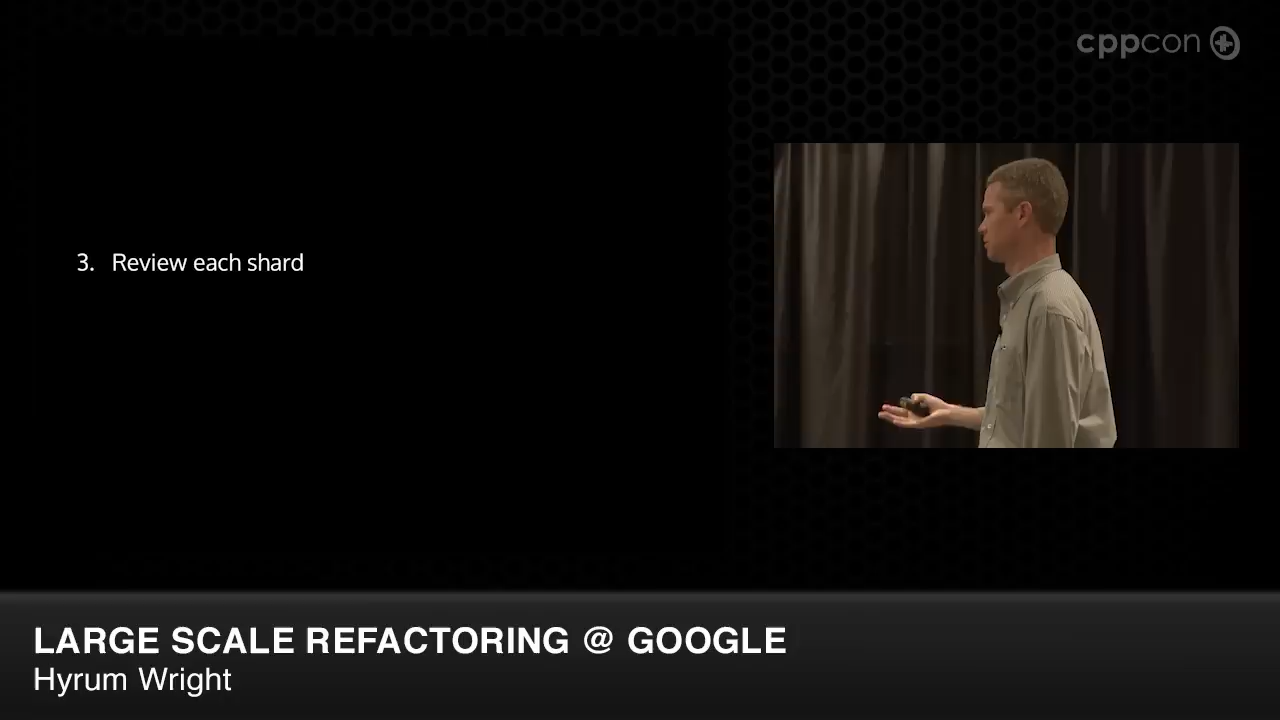 cppcon
3. Review each shard
LARGE SCALE REFACTORING @ GOOGLE
Hyrum Wright